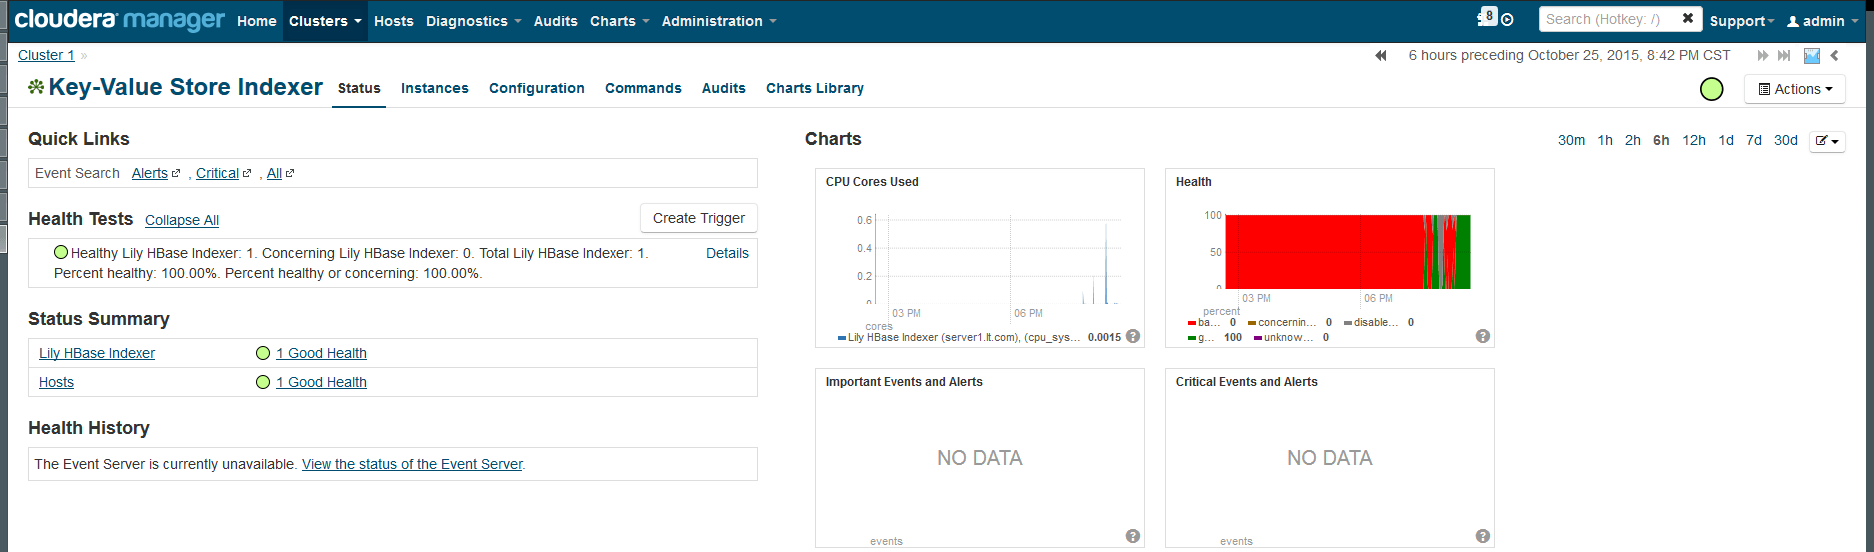 cloudera manager Home Clusters Hosts Diagnostics Audits Charts Administration 8 Search (Hotkey: /) Support admin
Cluster 1 » 6 hours preceding October 25, 2015, 8:42 PM CST
Key-Value Store Indexer Status Instances Configuration Commands Audits Charts Library Actions
Quick Links
Event Search Alerts , Critical , All
Health Tests Collapse All Create Trigger
Healthy Lily HBase Indexer: 1. Concerning Lily HBase Indexer: 0. Total Lily HBase Indexer: 1. Details
Percent healthy: 100.00%. Percent healthy or concerning: 100.00%.
Status Summary
Lily HBase Indexer 1 Good Health
Hosts 1 Good Health
Health History
The Event Server is currently unavailable. View the status of the Event Server.
Charts 30m 1h 2h 6h 12h 1d 7d 30d
CPU Cores Used
0.6
0.4
0.2
0
03 PM 06 PM
cores
Lily HBase Indexer (server1.lt.com), (cpu_sys... 0.0015 ?
Health
100
50
0
03 PM 06 PM
percent
ba... 0 concernin... 0 disable... 0
g... 100 unknow... 0 ?
Important Events and Alerts
NO DATA
events ?
Critical Events and Alerts
NO DATA
events ?